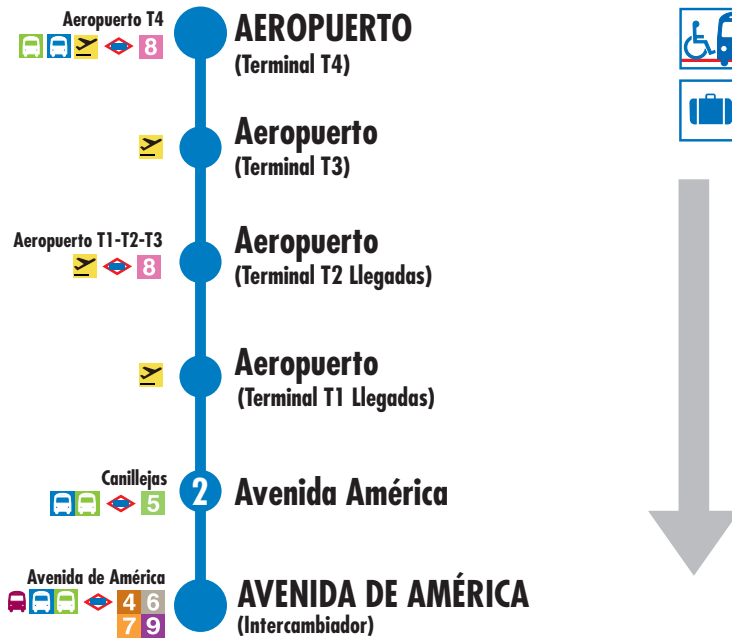 Aeropuerto T4
8
AEROPUERTO
(Terminal T4)
Aeropuerto
(Terminal T3)
Aeropuerto T1-T2-T3
8
Aeropuerto
(Terminal T2 Llegadas)
Aeropuerto
(Terminal T1 Llegadas)
Canillejas
5
2
Avenida América
Avenida de América
4 6
7 9
AVENIDA DE AMÉRICA
(Intercambiador)